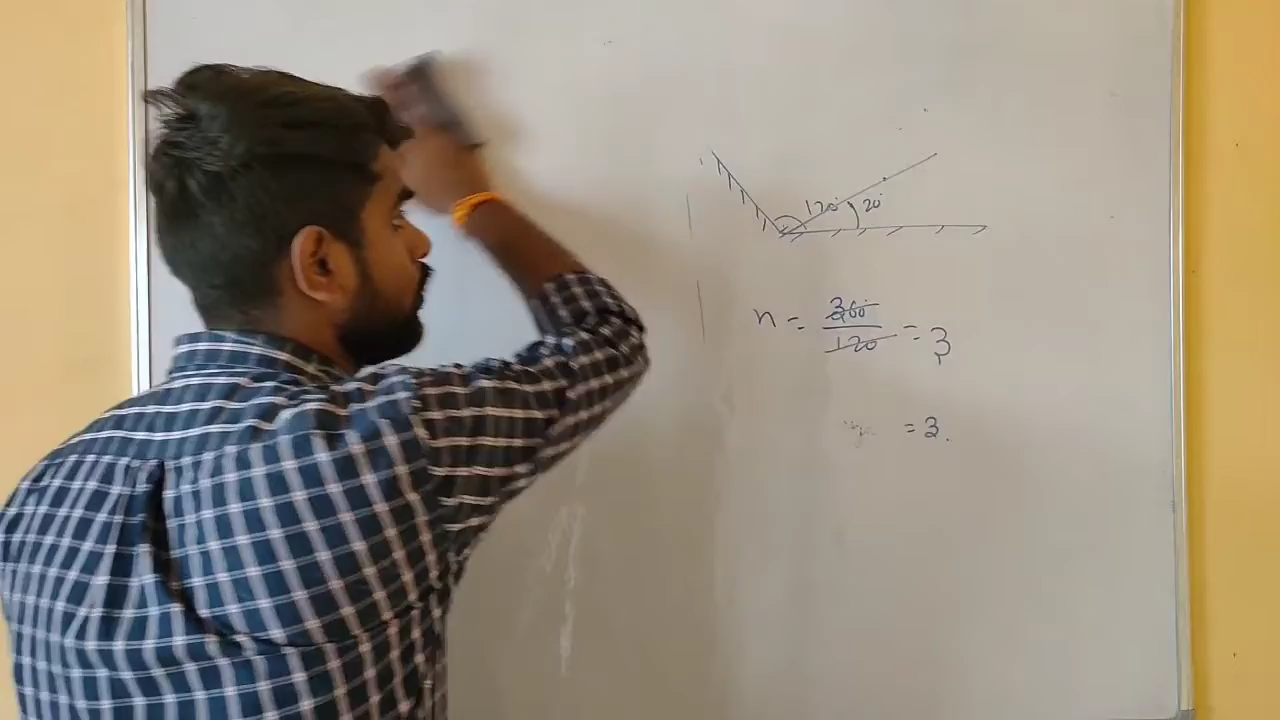 120° 20°
n = 360/120 = 3
= 3.